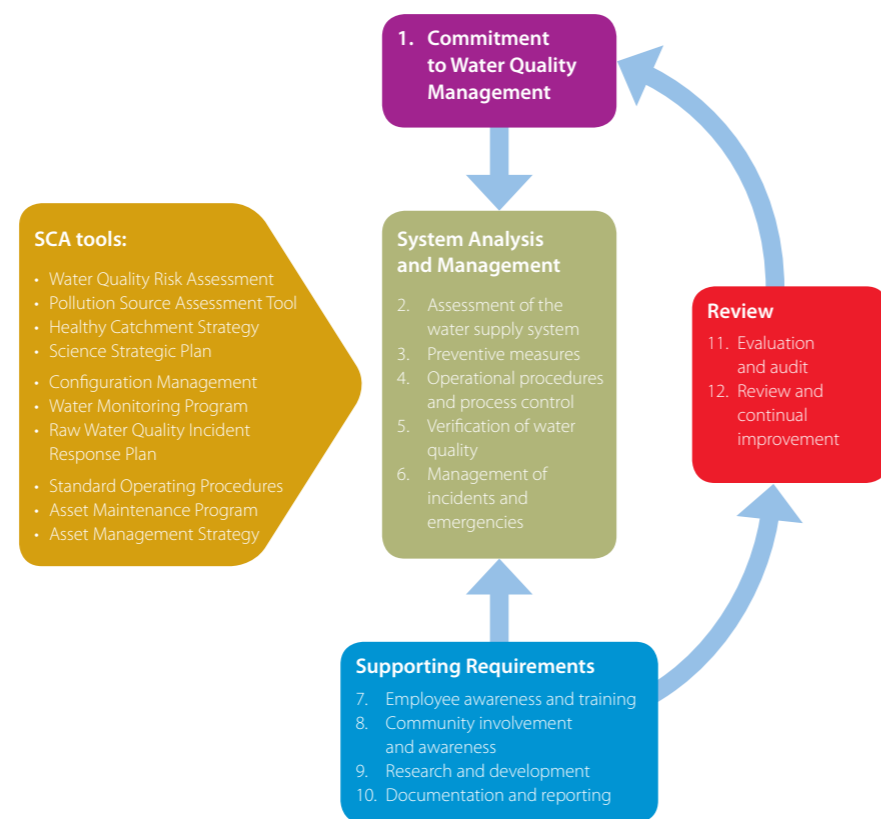 1. Commitment
to Water Quality
Management
SCA tools:
• Water Quality Risk Assessment
• Pollution Source Assessment Tool
• Healthy Catchment Strategy
• Science Strategic Plan
• Configuration Management
• Water Monitoring Program
• Raw Water Quality Incident
Response Plan
• Standard Operating Procedures
• Asset Maintenance Program
• Asset Management Strategy
System Analysis
and Management
2. Assessment of the
water supply system
3. Preventive measures
4. Operational procedures
and process control
5. Verification of water
quality
6. Management of
incidents and
emergencies
Review
11. Evaluation
and audit
12. Review and
continual
improvement
Supporting Requirements
7. Employee awareness and training
8. Community involvement
and awareness
9. Research and development
10. Documentation and reporting